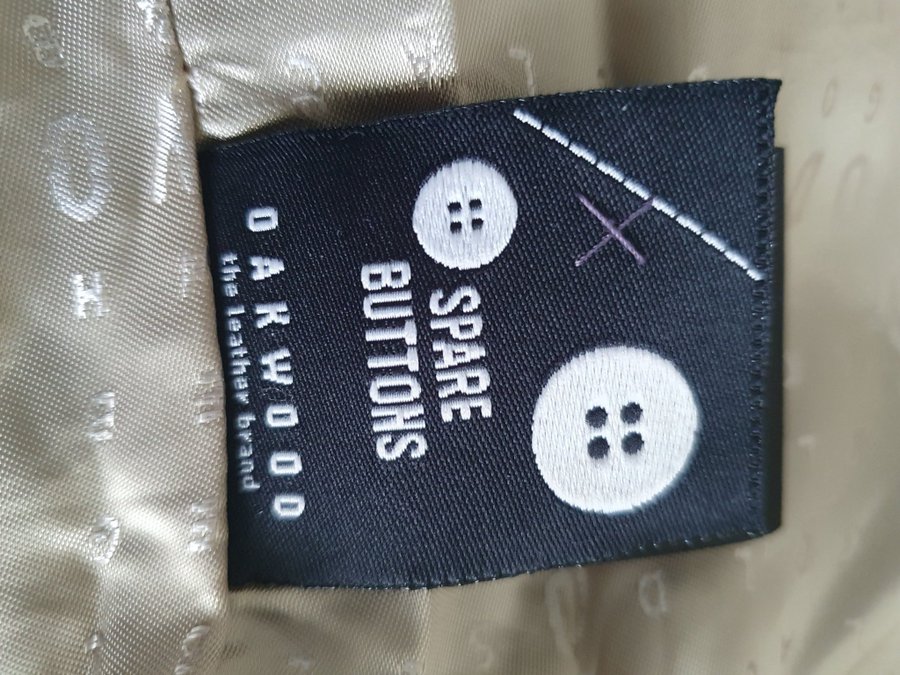 SPARE
BUTTONS
OAKWOOD
the leather brand